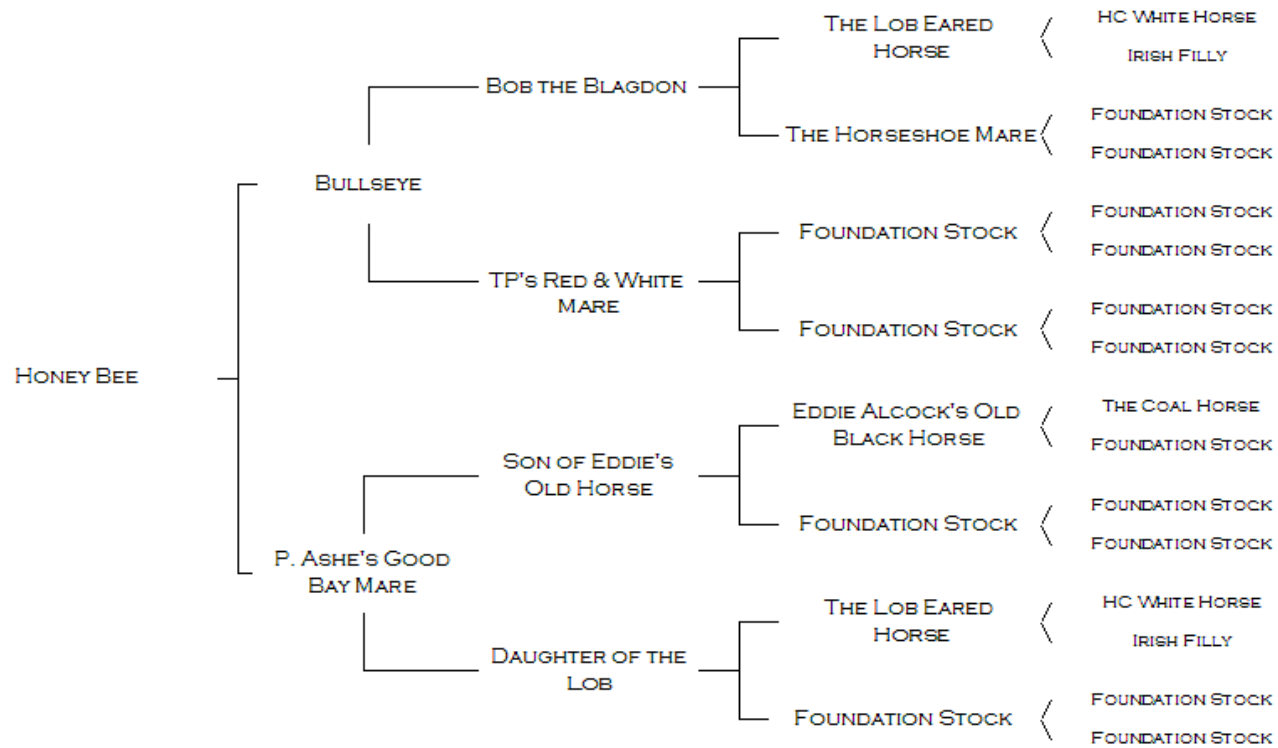 The Lob Eared
Horse
HC White Horse
Irish Filly
Bob the Blagdon
The Horseshoe Mare
Foundation Stock
Foundation Stock
Bullseye
Foundation Stock
Foundation Stock
Foundation Stock
TP's Red & White
Mare
Foundation Stock
Foundation Stock
Foundation Stock
Honey Bee
Eddie Alcock's Old
Black Horse
The Coal Horse
Foundation Stock
Son of Eddie's
Old Horse
Foundation Stock
Foundation Stock
Foundation Stock
P. Ashe's Good
Bay Mare
The Lob Eared
Horse
HC White Horse
Irish Filly
Daughter of the
Lob
Foundation Stock
Foundation Stock
Foundation Stock